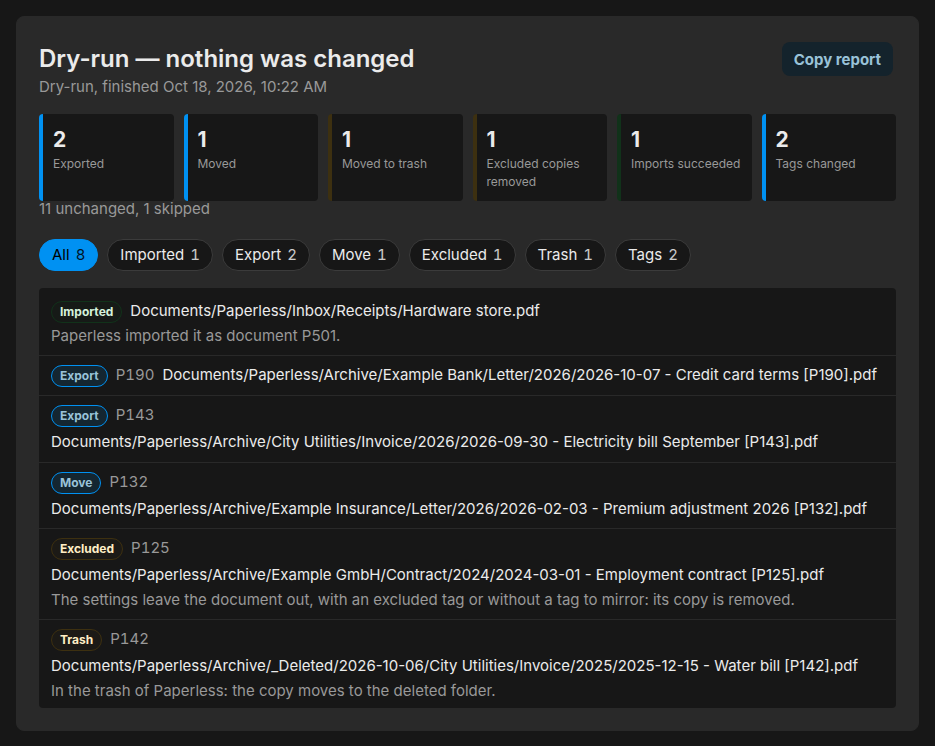 Dry-run — nothing was changed
Copy report
Dry-run, finished Oct 18, 2026, 10:22 AM
2
Exported
1
Moved
1
Moved to trash
1
Excluded copies
removed
1
Imports succeeded
2
Tags changed
11 unchanged, 1 skipped
All 8
Imported 1
Export 2
Move 1
Excluded 1
Trash 1
Tags 2
Imported Documents/Paperless/Inbox/Receipts/Hardware store.pdf
Paperless imported it as document P501.
Export P190 Documents/Paperless/Archive/Example Bank/Letter/2026/2026-10-07 - Credit card terms [P190].pdf
Export P143
Documents/Paperless/Archive/City Utilities/Invoice/2026/2026-09-30 - Electricity bill September [P143].pdf
Move P132
Documents/Paperless/Archive/Example Insurance/Letter/2026/2026-02-03 - Premium adjustment 2026 [P132].pdf
Excluded P125
Documents/Paperless/Archive/Example GmbH/Contract/2024/2024-03-01 - Employment contract [P125].pdf
The settings leave the document out, with an excluded tag or without a tag to mirror: its copy is removed.
Trash P142
Documents/Paperless/Archive/_Deleted/2026-10-06/City Utilities/Invoice/2025/2025-12-15 - Water bill [P142].pdf
In the trash of Paperless: the copy moves to the deleted folder.